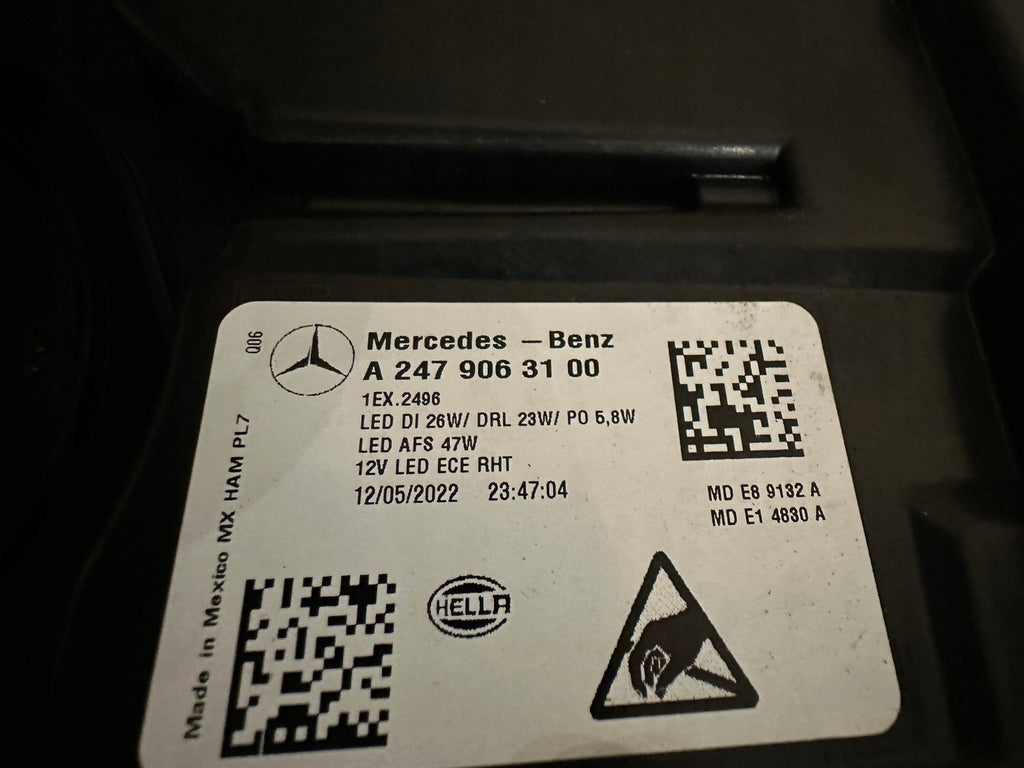 Q06
Mercedes -Benz
A 247 906 31 00
1EX.2496
LED DI 26W/ DRL 23W/ PO 5,8W
LED AFS 47W
12V LED ECE RHT
12/05/2022 23:47:04
MD E8 9132 A
MD E1 4830 A
Made in Mexico MX HAM PL7
HELLA